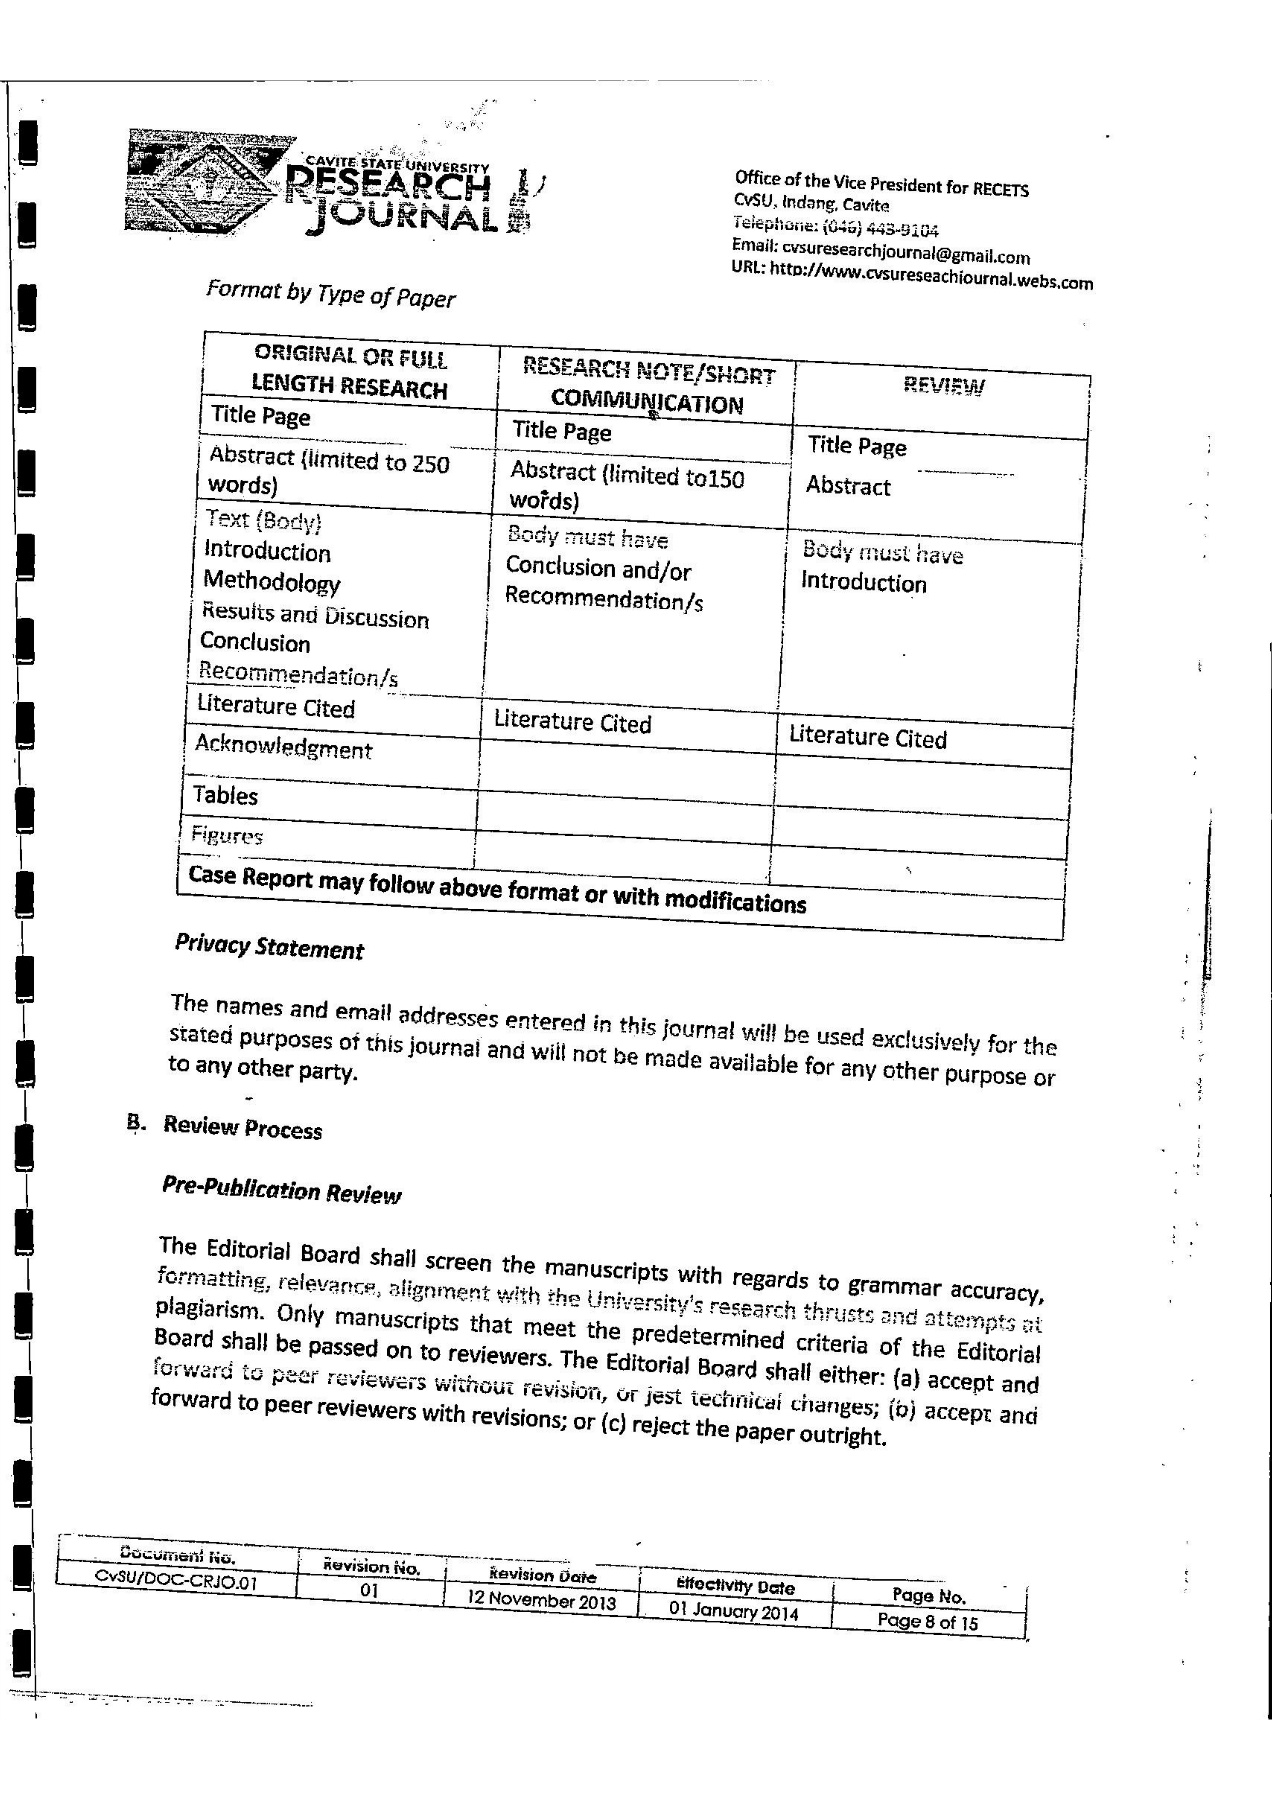 CAVITE STATE UNIVERSITY
RESEARCH
JOURNAL
Office of the Vice President for RECETS
CvSU, Indang, Cavite
Telephone: (046) 443-9104
Email: cvsuresearchjournal@gmail.com
URL: http://www.cvsureseachjournal.webs.com
Format by Type of Paper
ORIGINAL OR FULL
LENGTH RESEARCH
RESEARCH NOTE/SHORT
COMMUNICATION
REVIEW
Title Page
Title Page
Title Page
Abstract (limited to 250
words)
Abstract (limited to150
words)
Abstract
Text (Body)
Introduction
Methodology
Results and Discussion
Conclusion
Recommendation/s
Body must have
Conclusion and/or
Recommendation/s
Body must have
Introduction
Literature Cited
Literature Cited
Literature Cited
Acknowledgment
Tables
Figures
Case Report may follow above format or with modifications
Privacy Statement
The names and email addresses entered in this journal will be used exclusively for the
stated purposes of this journal and will not be made available for any other purpose or
to any other party.
B. Review Process
Pre-Publication Review
The Editorial Board shall screen the manuscripts with regards to grammar accuracy,
formatting, relevance, alignment with the University's research thrusts and attempts at
plagiarism. Only manuscripts that meet the predetermined criteria of the Editorial
Board shall be passed on to reviewers. The Editorial Board shall either: (a) accept and
forward to peer reviewers without revision, or jest technical changes; (b) accept and
forward to peer reviewers with revisions; or (c) reject the paper outright.
Document No.
Revision No.
Revision Date
Effectivity Date
Page No.
CvSU/DOC-CRJO.01
01
12 November 2013
01 January 2014
Page 8 of 15